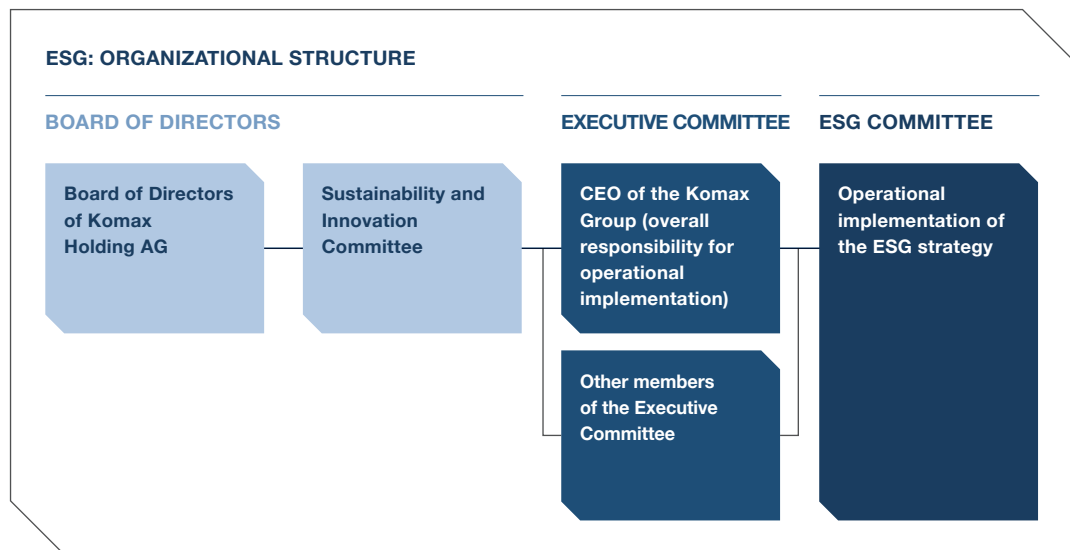 ESG: ORGANIZATIONAL STRUCTURE
BOARD OF DIRECTORS
Board of Directors
of Komax
Holding AG
Sustainability and
Innovation
Committee
EXECUTIVE COMMITTEE
CEO of the Komax
Group (overall
responsibility for
operational
implementation)
Other members
of the Executive
Committee
ESG COMMITTEE
Operational
implementation of
the ESG strategy